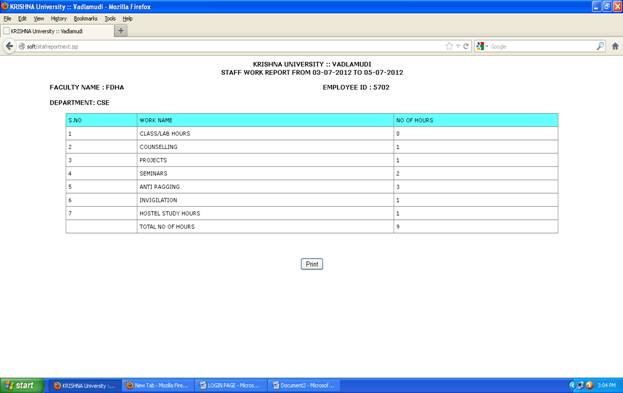 KRISHNA University :: Vadlamudi - Mozilla Firefox
File Edit View History Bookmarks Tools Help
KRISHNA University :: Vadlamudi
soft/stafreportnext.jsp Google
KRISHNA UNIVERSITY :: VADLAMUDI
STAFF WORK REPORT FROM 03-07-2012 TO 05-07-2012
FACULTY NAME : FDHA EMPLOYEE ID : 5702
DEPARTMENT: CSE
S.NO WORK NAME NO OF HOURS
1 CLASS/LAB HOURS 0
2 COUNSELLING 1
3 PROJECTS 1
4 SEMINARS 2
5 ANTI RAGGING 3
6 INVIGILATION 1
7 HOSTEL STUDY HOURS 1
TOTAL NO OF HOURS 9
Print
start KRISHNA University :... New Tab - Mozilla Fire... LOGIN PAGE - Micros... Document2 - Microsof... 3:04 PM